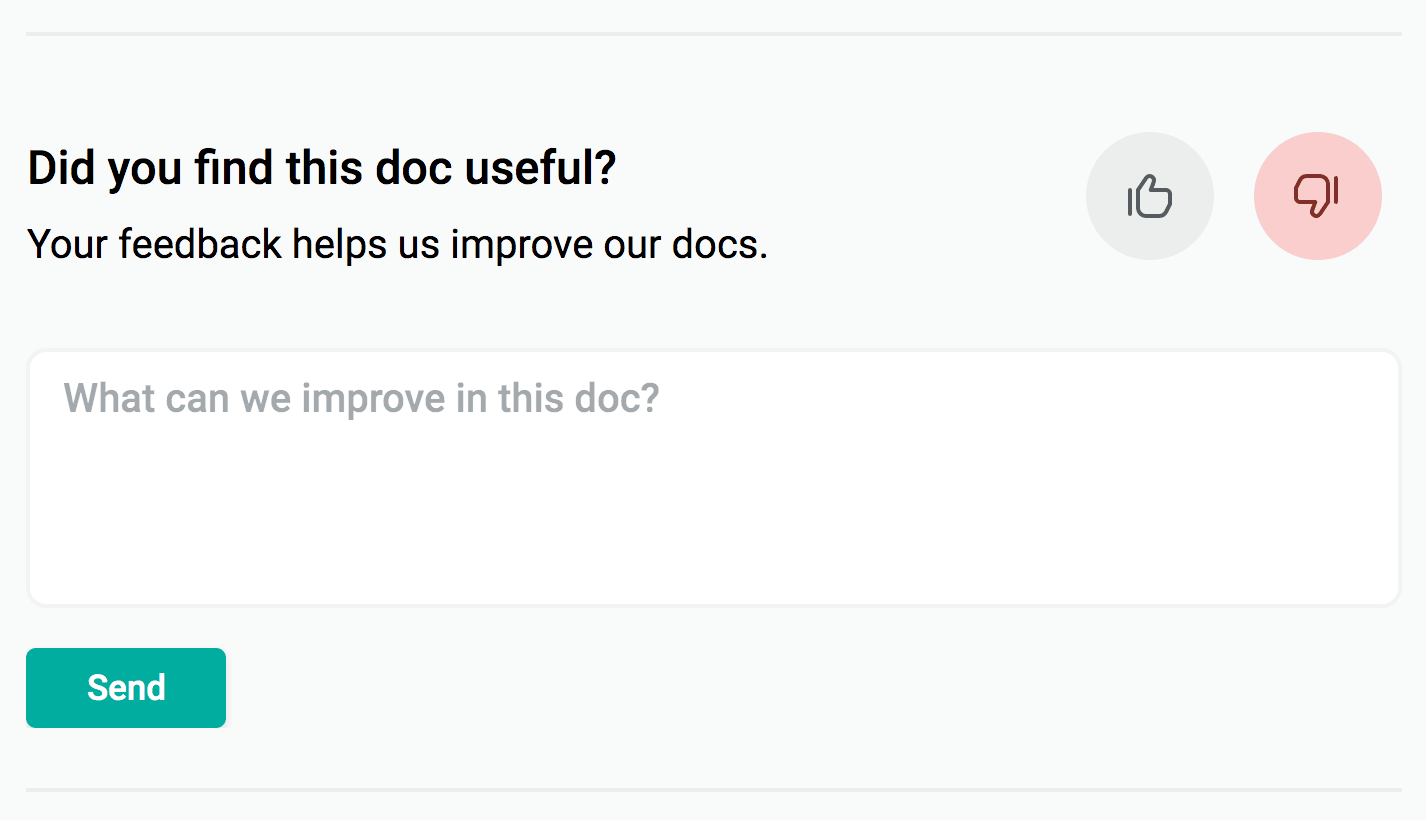 Did you find this doc useful?
Your feedback helps us improve our docs.
What can we improve in this doc?
Send